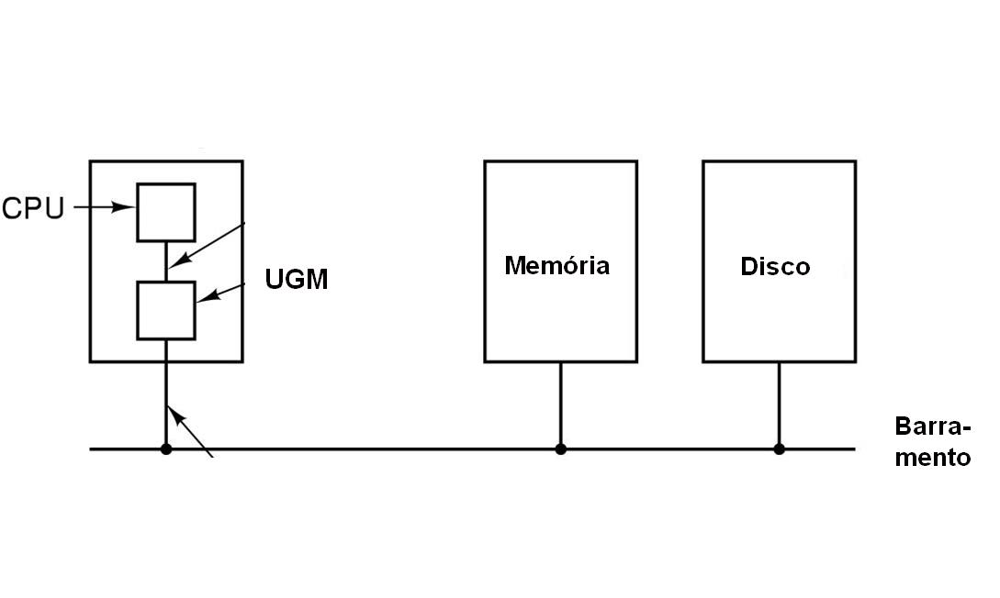 CPU
UGM
Memória
Disco
Barra-
mento